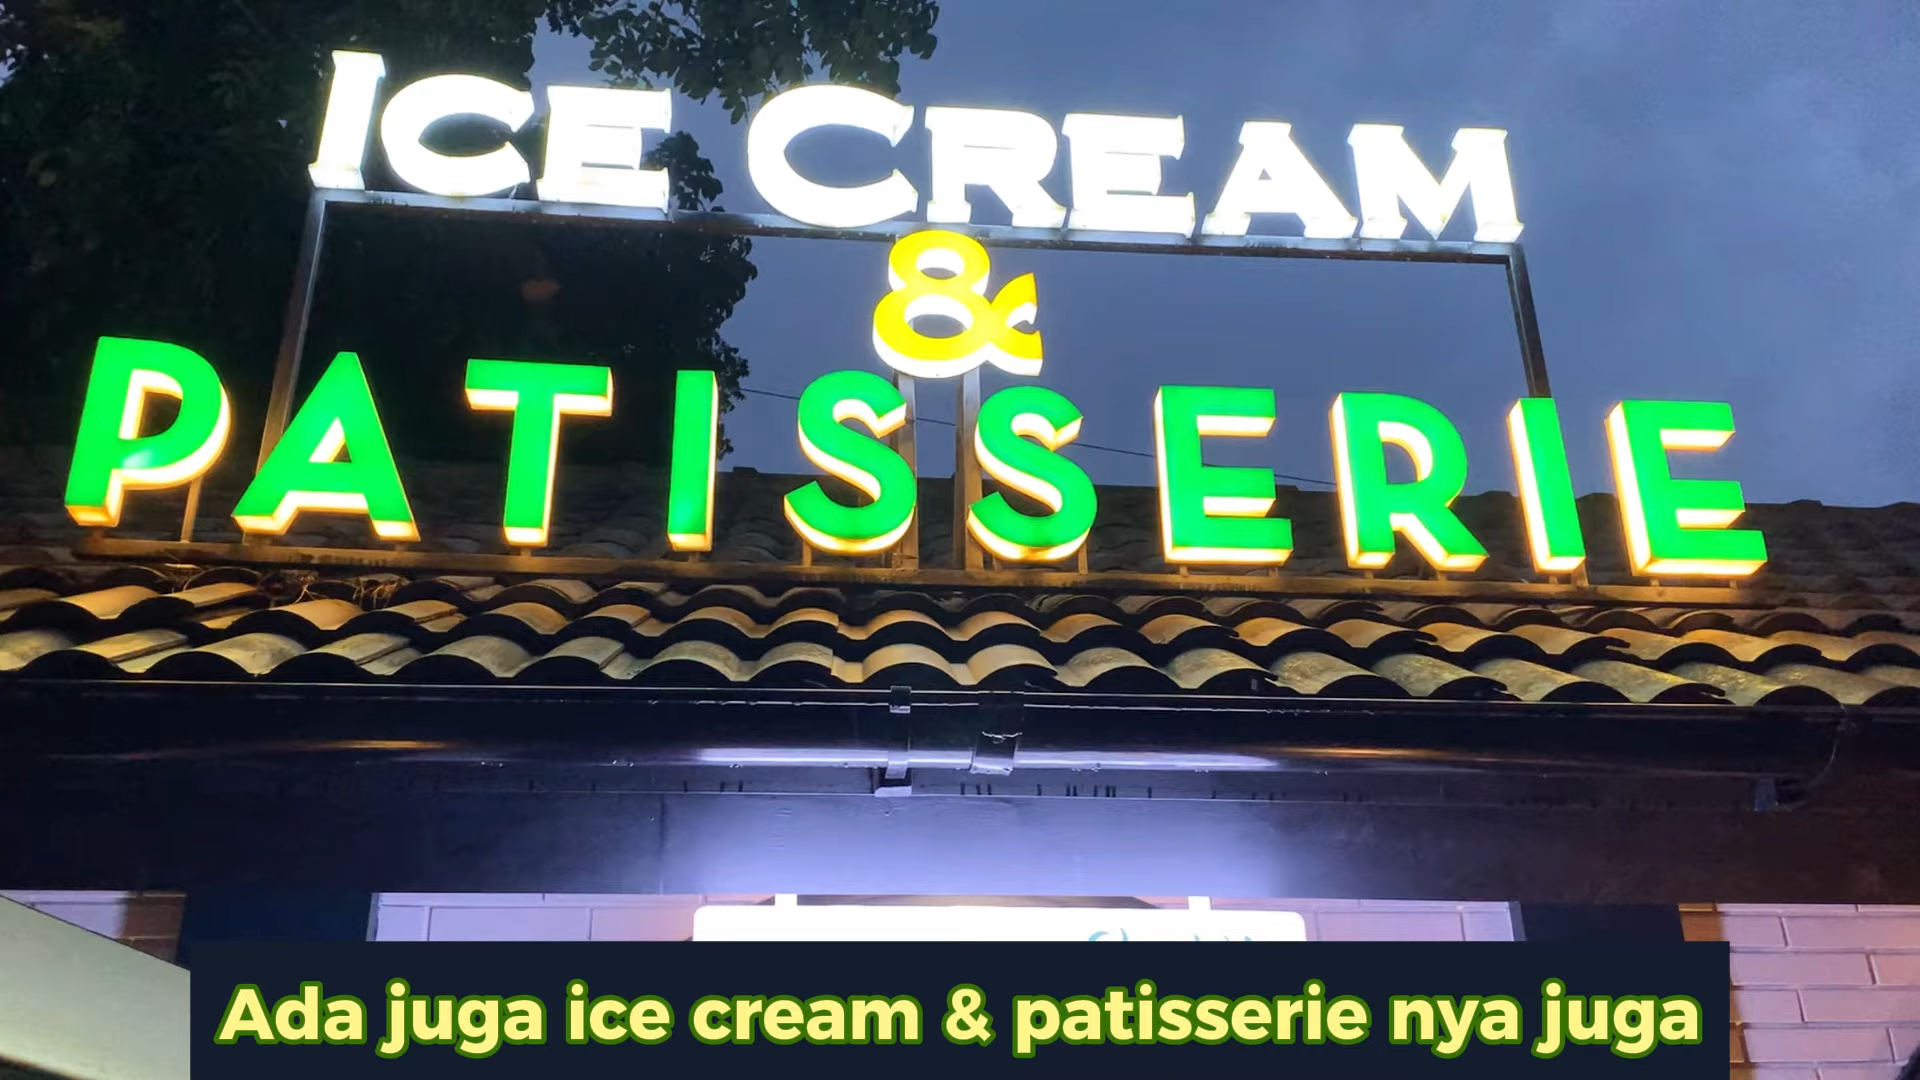 ICE CREAM
&
PATISSERIE
Ada juga ice cream & patisserie nya juga